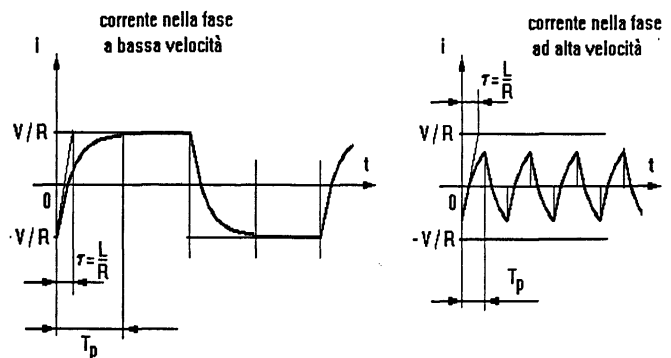 corrente nella fase
a bassa velocità
i
V/R
t
0
-V/R
τ=L/R
Tp
corrente nella fase
ad alta velocità
i
τ=L/R
V/R
t
0
-V/R
Tp